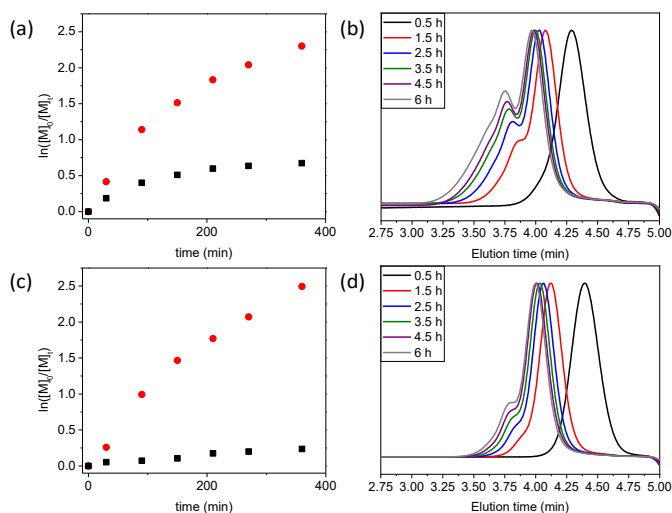 (a)
ln([M]₀/[M]ₜ)
2.5
2.0
1.5
1.0
0.5
0.0
0
200
400
time (min)
(b)
0.5 h
1.5 h
2.5 h
3.5 h
4.5 h
6 h
2.75 3.00 3.25 3.50 3.75 4.00 4.25 4.50 4.75 5.00
Elution time (min)
(c)
ln([M]₀/[M]ₜ)
2.5
2.0
1.5
1.0
0.5
0.0
0
200
400
time (min)
(d)
0.5 h
1.5 h
2.5 h
3.5 h
4.5 h
6 h
2.75 3.00 3.25 3.50 3.75 4.00 4.25 4.50 4.75 5.00
Elution time (min)